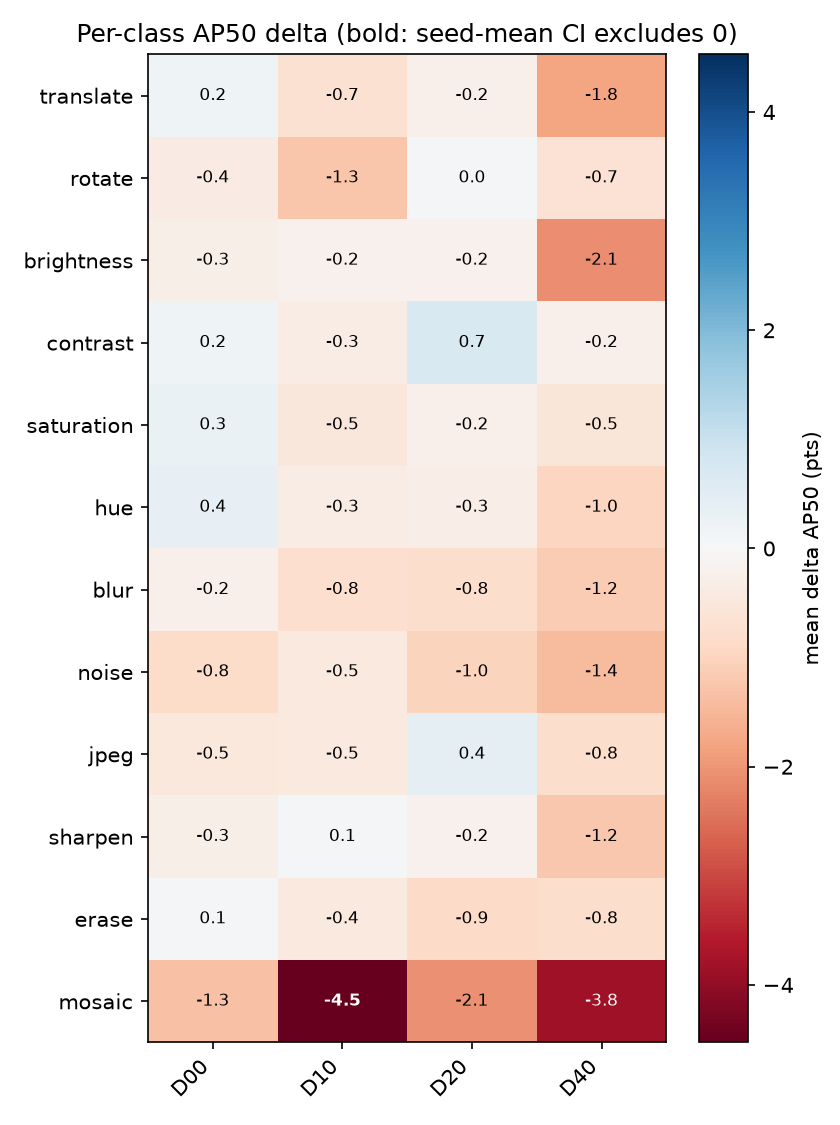 Per-class AP50 delta (bold: seed-mean CI excludes 0)
translate 0.2 -0.7 -0.2 -1.8
rotate -0.4 -1.3 0.0 -0.7
brightness -0.3 -0.2 -0.2 -2.1
contrast 0.2 -0.3 0.7 -0.2
saturation 0.3 -0.5 -0.2 -0.5
hue 0.4 -0.3 -0.3 -1.0
blur -0.2 -0.8 -0.8 -1.2
noise -0.8 -0.5 -1.0 -1.4
jpeg -0.5 -0.5 0.4 -0.8
sharpen -0.3 0.1 -0.2 -1.2
erase 0.1 -0.4 -0.9 -0.8
mosaic -1.3 -4.5 -2.1 -3.8
D00 D10 D20 D40
4
2
0
−2
−4
mean delta AP50 (pts)